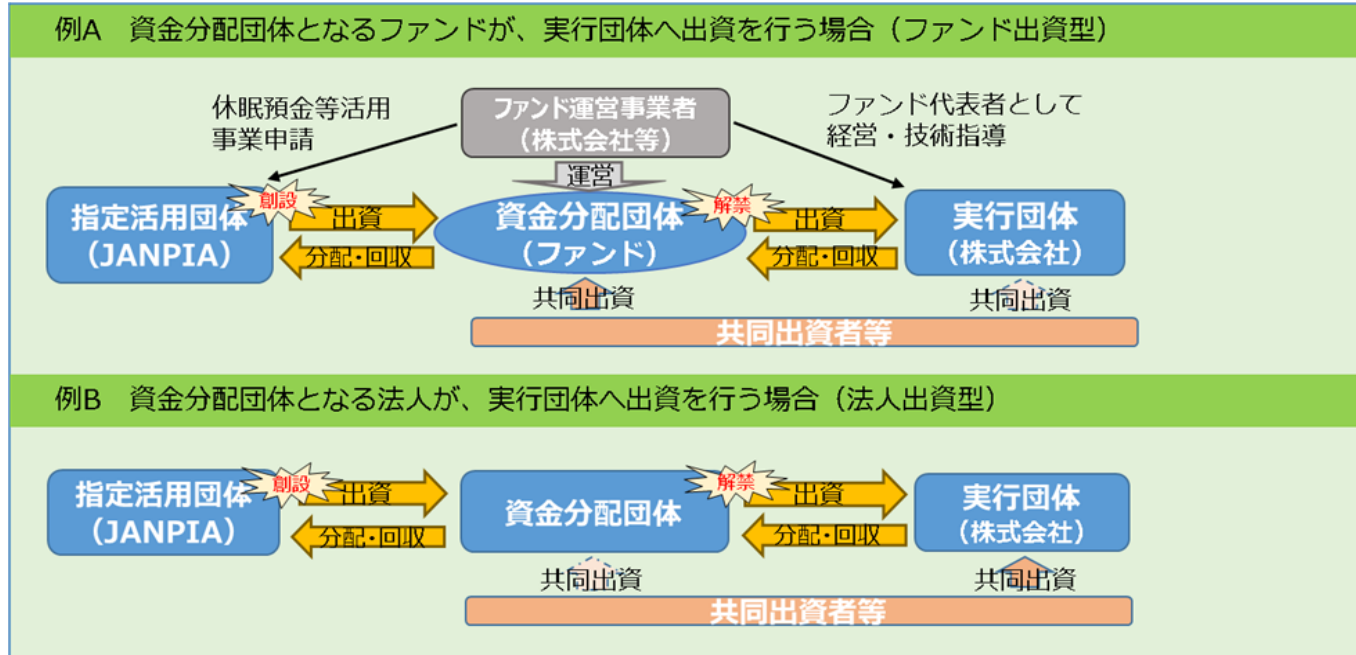 例A 資金分配団体となるファンドが、実行団体へ出資を行う場合（ファンド出資型）
休眠預金等活用
事業申請
ファンド運営事業者
（株式会社等）
ファンド代表者として
経営・技術指導
運営
指定活用団体
（JANPIA）
創設
出資
分配・回収
資金分配団体
（ファンド）
解禁
出資
分配・回収
実行団体
（株式会社）
共同出資
共同出資
共同出資者等
例B 資金分配団体となる法人が、実行団体へ出資を行う場合（法人出資型）
指定活用団体
（JANPIA）
創設
出資
分配・回収
資金分配団体
解禁
出資
分配・回収
実行団体
（株式会社）
共同出資
共同出資
共同出資者等